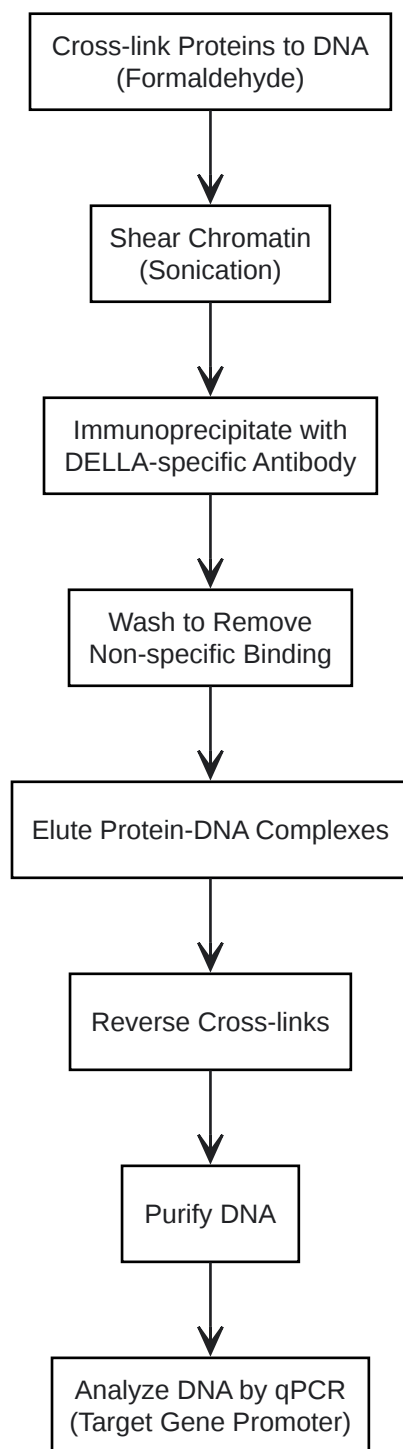 Cross-link Proteins to DNA
(Formaldehyde)
Shear Chromatin
(Sonication)
Immunoprecipitate with
DELLA-specific Antibody
Wash to Remove
Non-specific Binding
Elute Protein-DNA Complexes
Reverse Cross-links
Purify DNA
Analyze DNA by qPCR
(Target Gene Promoter)